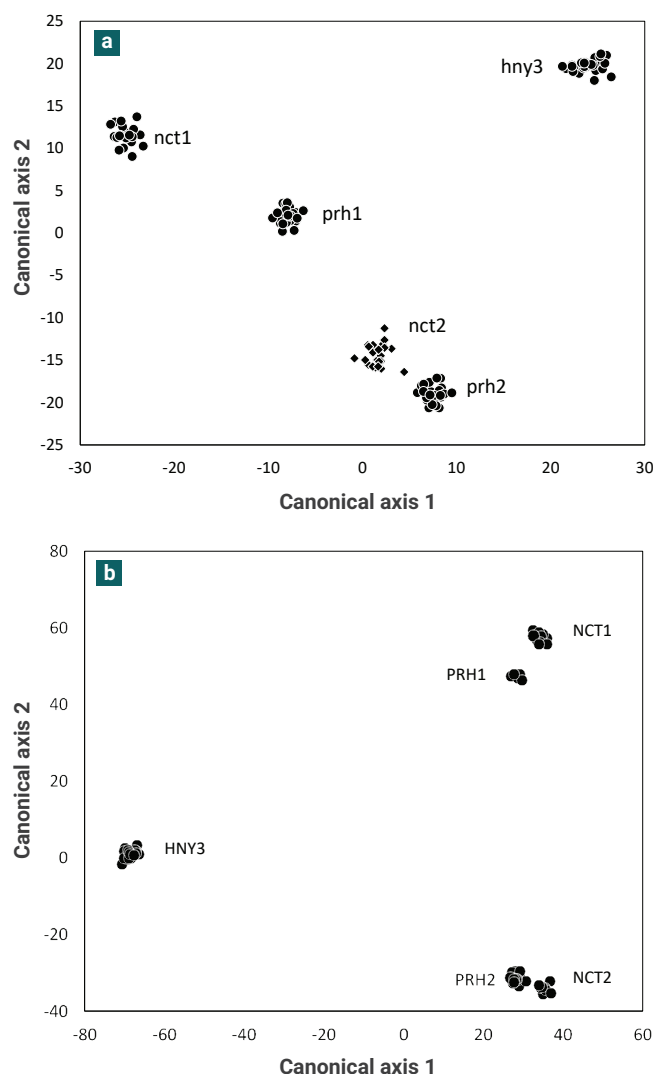 a
25
20
15
10
5
0
-5
-10
-15
-20
-25
Canonical axis 2
hny3
nct1
prh1
nct2
prh2
-30 -20 -10 0 10 20 30
Canonical axis 1
b
80
60
40
20
0
-20
-40
Canonical axis 2
NCT1
PRH1
HNY3
PRH2 NCT2
-80 -60 -40 -20 0 20 40 60
Canonical axis 1